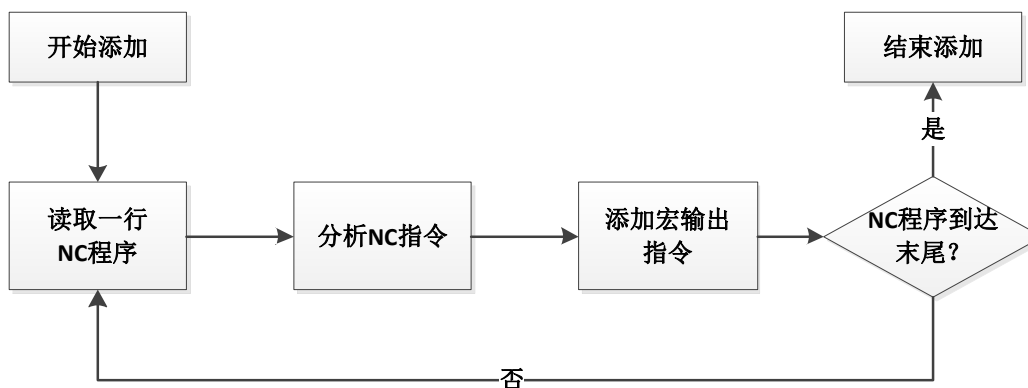 开始添加
结束添加
是
读取一行
NC程序
分析NC指令
添加宏输出
指令
NC程序到达
末尾？
否